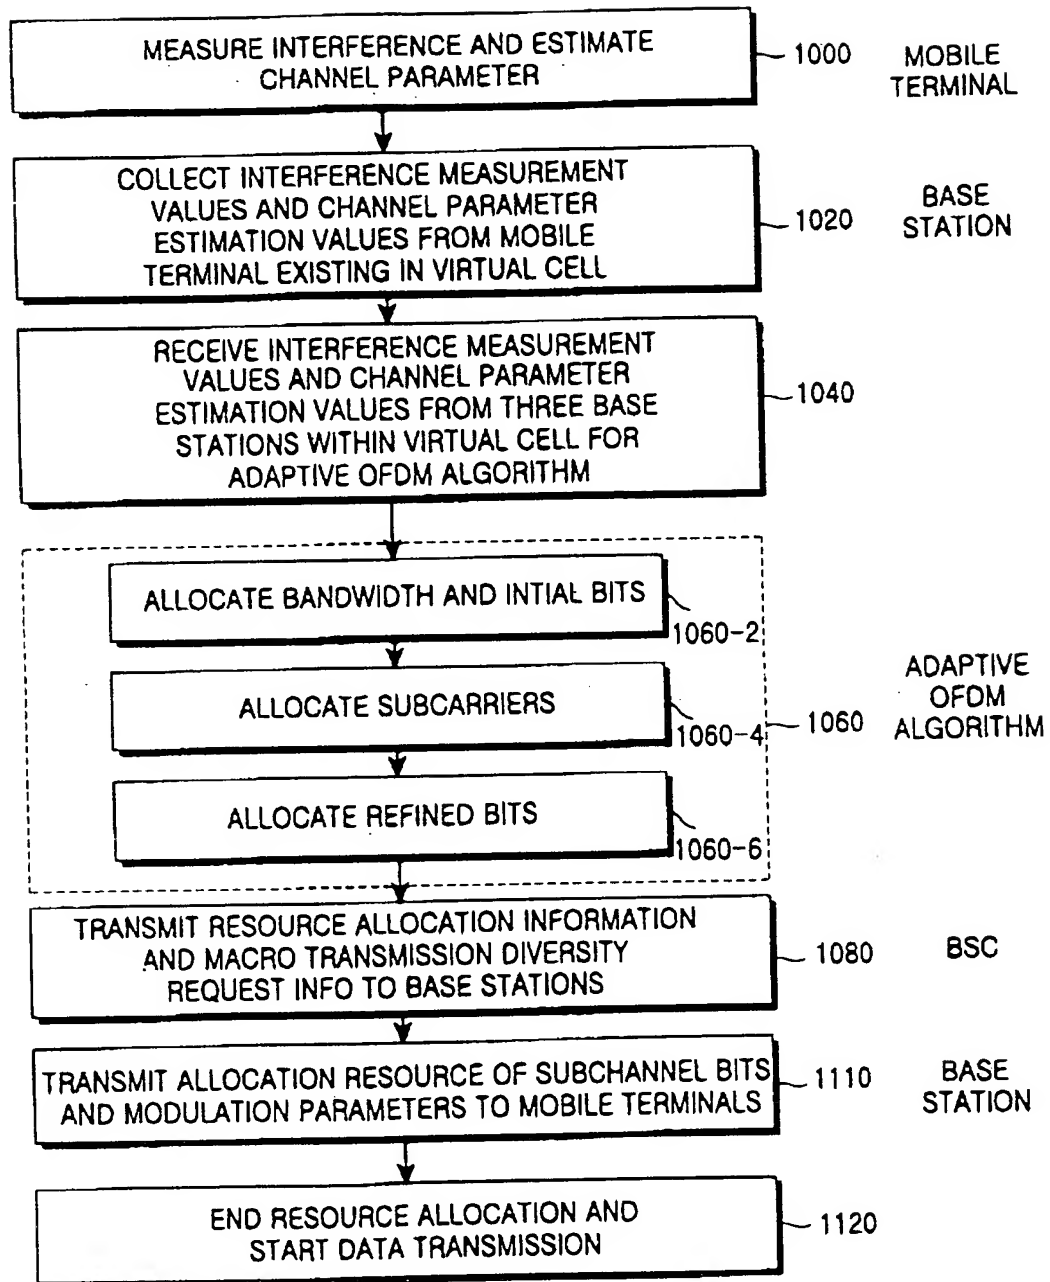 MEASURE INTERFERENCE AND ESTIMATE
CHANNEL PARAMETER
1000
MOBILE
TERMINAL
COLLECT INTERFERENCE MEASUREMENT
VALUES AND CHANNEL PARAMETER
ESTIMATION VALUES FROM MOBILE
TERMINAL EXISTING IN VIRTUAL CELL
1020
BASE
STATION
RECEIVE INTERFERENCE MEASUREMENT
VALUES AND CHANNEL PARAMETER
ESTIMATION VALUES FROM THREE BASE
STATIONS WITHIN VIRTUAL CELL FOR
ADAPTIVE OFDM ALGORITHM
1040
ALLOCATE BANDWIDTH AND INTIAL BITS
1060-2
ALLOCATE SUBCARRIERS
1060-4
1060
ADAPTIVE
OFDM
ALGORITHM
ALLOCATE REFINED BITS
1060-6
TRANSMIT RESOURCE ALLOCATION INFORMATION
AND MACRO TRANSMISSION DIVERSITY
REQUEST INFO TO BASE STATIONS
1080
BSC
TRANSMIT ALLOCATION RESOURCE OF SUBCHANNEL BITS
AND MODULATION PARAMETERS TO MOBILE TERMINALS
1110
BASE
STATION
END RESOURCE ALLOCATION AND
START DATA TRANSMISSION
1120